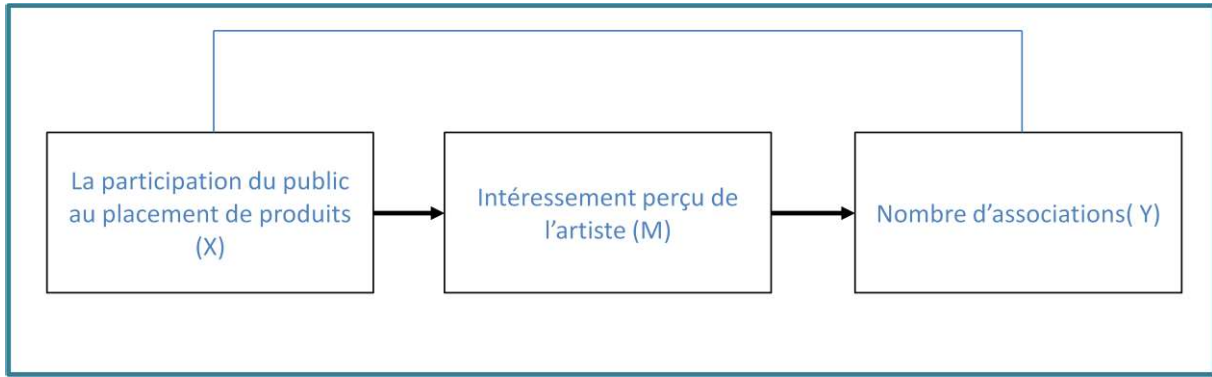 La participation du public
au placement de produits
(X)
Intéressement perçu de
l'artiste (M)
Nombre d'associations( Y)